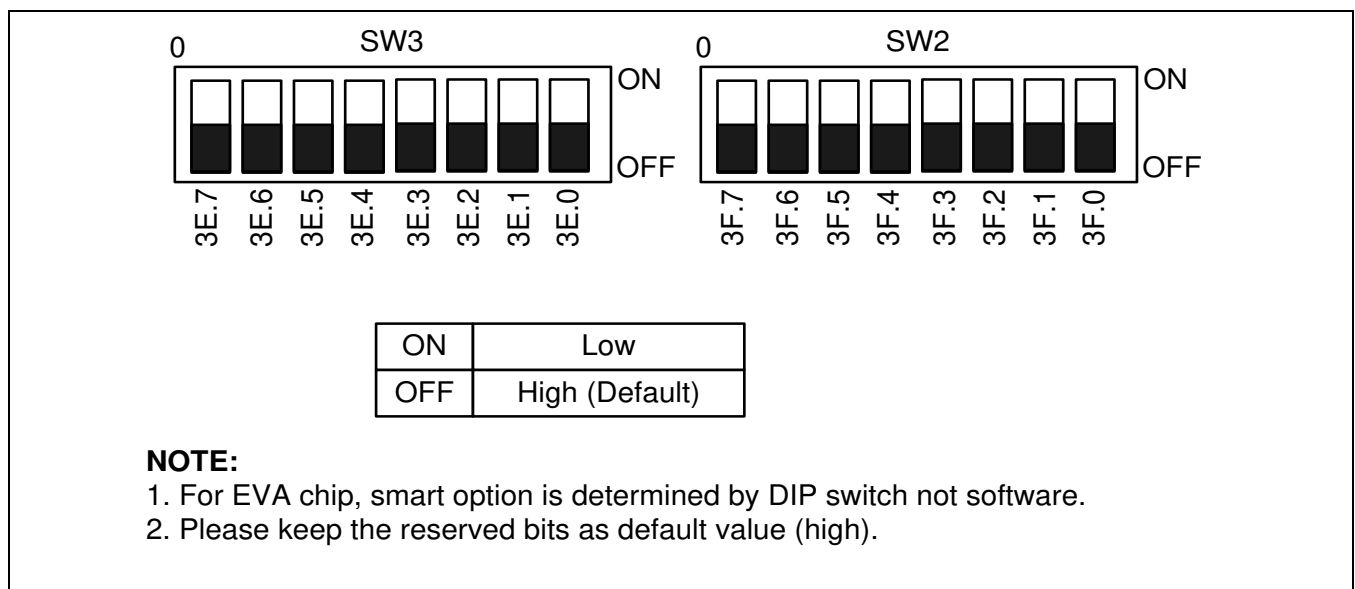 0 SW3
ON
OFF
3E.7 3E.6 3E.5 3E.4 3E.3 3E.2 3E.1 3E.0
0 SW2
ON
OFF
3F.7 3F.6 3F.5 3F.4 3F.3 3F.2 3F.1 3F.0
ON Low
OFF High (Default)
NOTE:
1. For EVA chip, smart option is determined by DIP switch not software.
2. Please keep the reserved bits as default value (high).